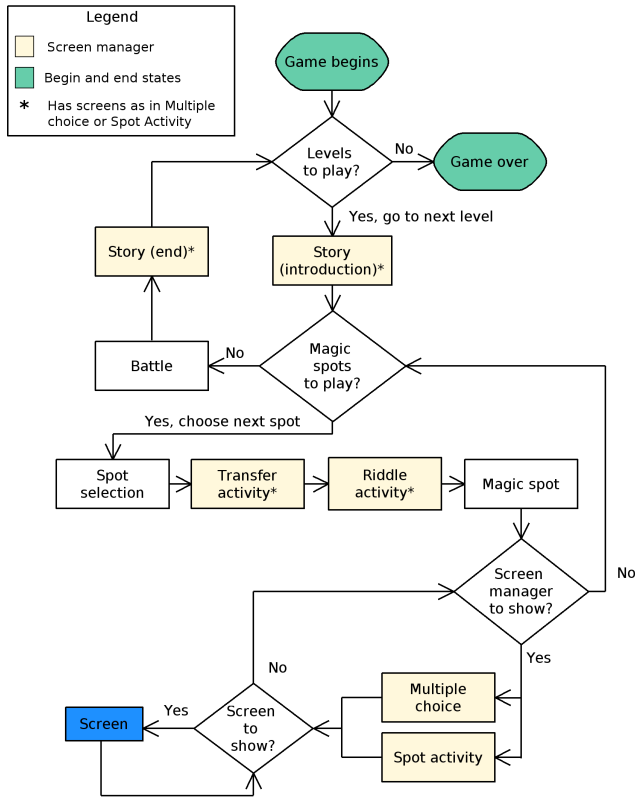 Legend
Screen manager
Begin and end states
* Has screens as in Multiple
choice or Spot Activity
Game begins
Levels
to play?
No
Game over
Yes, go to next level
Story (end)*
Story
(introduction)*
Battle
No
Magic
spots
to play?
Yes, choose next spot
Spot
selection
Transfer
activity*
Riddle
activity*
Magic spot
Screen
manager
to show?
No
Yes
No
Multiple
choice
Screen
Yes
Screen
to
show?
Spot activity